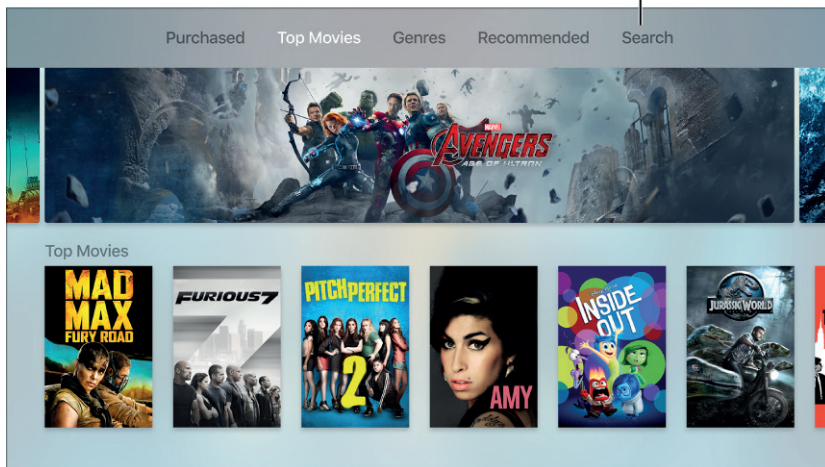 Purchased Top Movies Genres Recommended Search
MARVEL
AVENGERS
AGE OF ULTRON
Top Movies
MAD
MAX
FURY ROAD
FURIOUS 7
7
PITCH PERFECT
2
AMY
INSIDE
OUT
JURASSIC WORLD